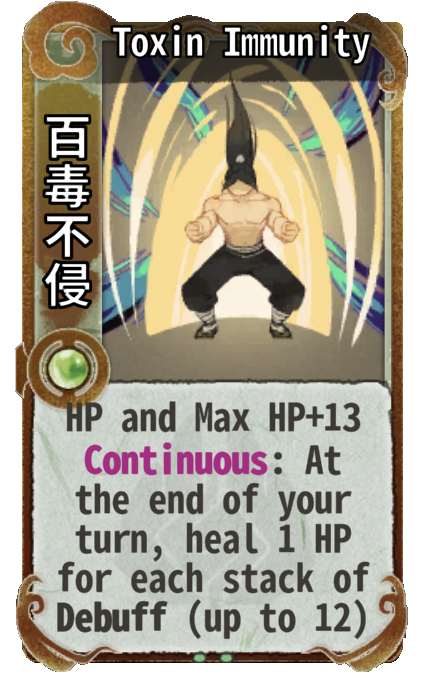 Toxin Immunity
百毒不侵
HP and Max HP+13
Continuous: At
the end of your
turn, heal 1 HP
for each stack of
Debuff (up to 12)